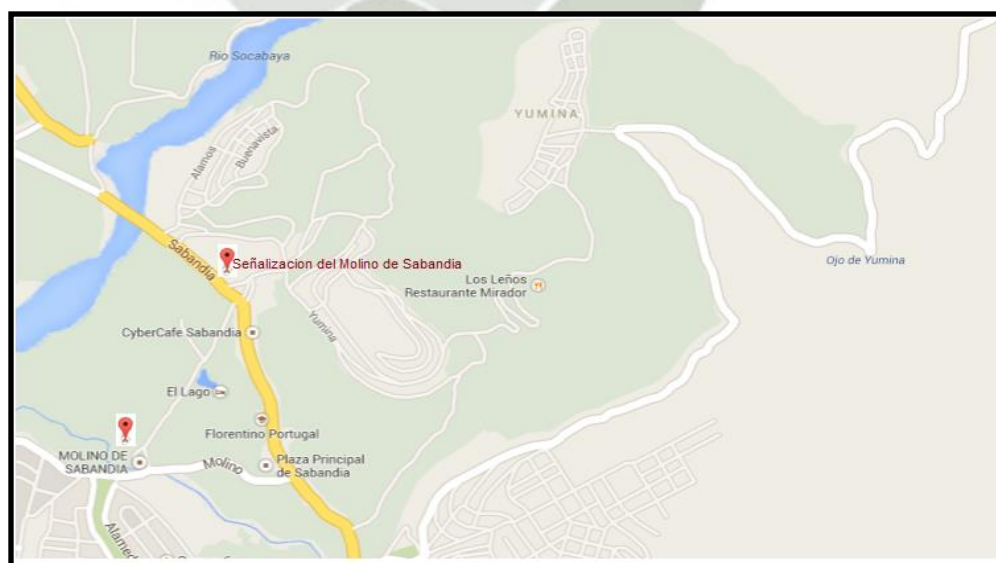 Rio Socabaya
YUMINA
Alamos
Buenavista
Sabandia
Señalizacion del Molino de Sabandia
Ojo de Yumina
Los Leños
Restaurante Mirador
Yumina
CyberCafe Sabandia
El Lago
Florentino Portugal
MOLINO DE
SABANDIA
Molino
Plaza Principal
de Sabandia